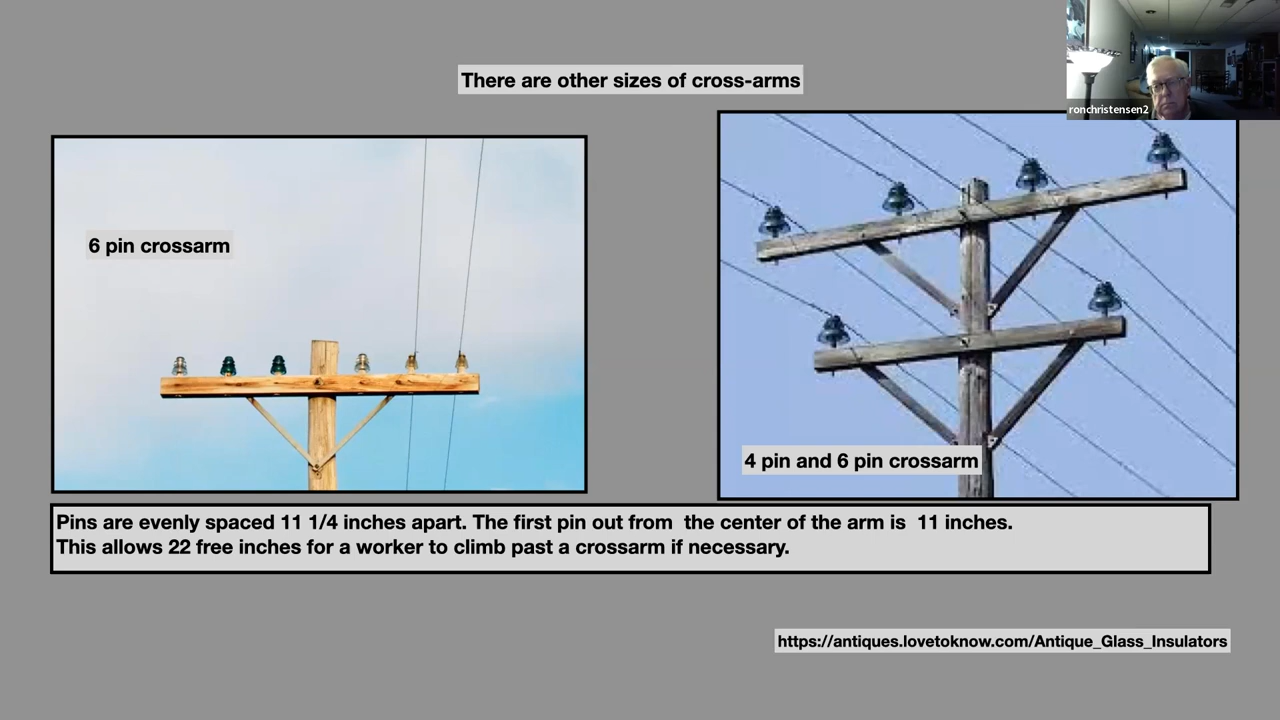 There are other sizes of cross-arms
ronchristensen2
6 pin crossarm
4 pin and 6 pin crossarm
Pins are evenly spaced 11 1/4 inches apart. The first pin out from  the center of the arm is  11 inches.
This allows 22 free inches for a worker to climb past a crossarm if necessary.
https://antiques.lovetoknow.com/Antique_Glass_Insulators